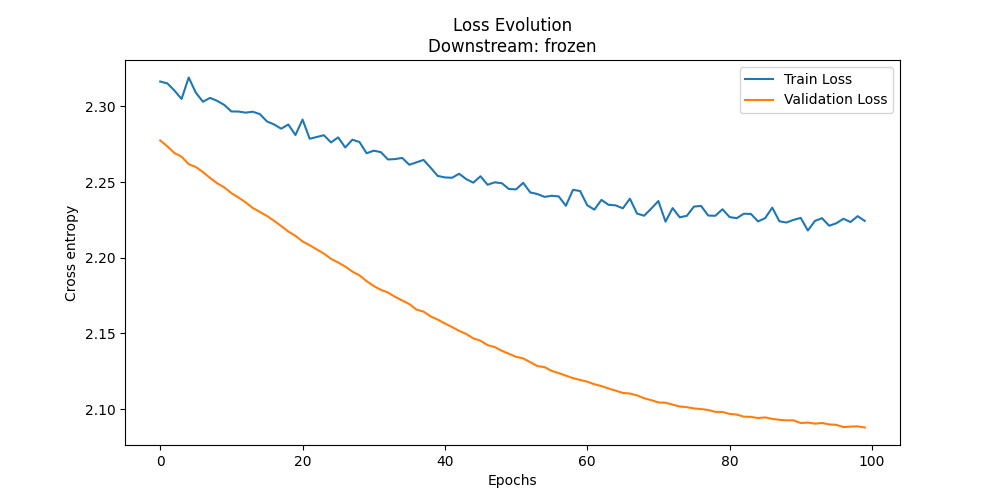 Loss Evolution
Downstream: frozen
Train Loss
Validation Loss
Cross entropy
2.30
2.25
2.20
2.15
2.10
0
20
40
60
80
100
Epochs